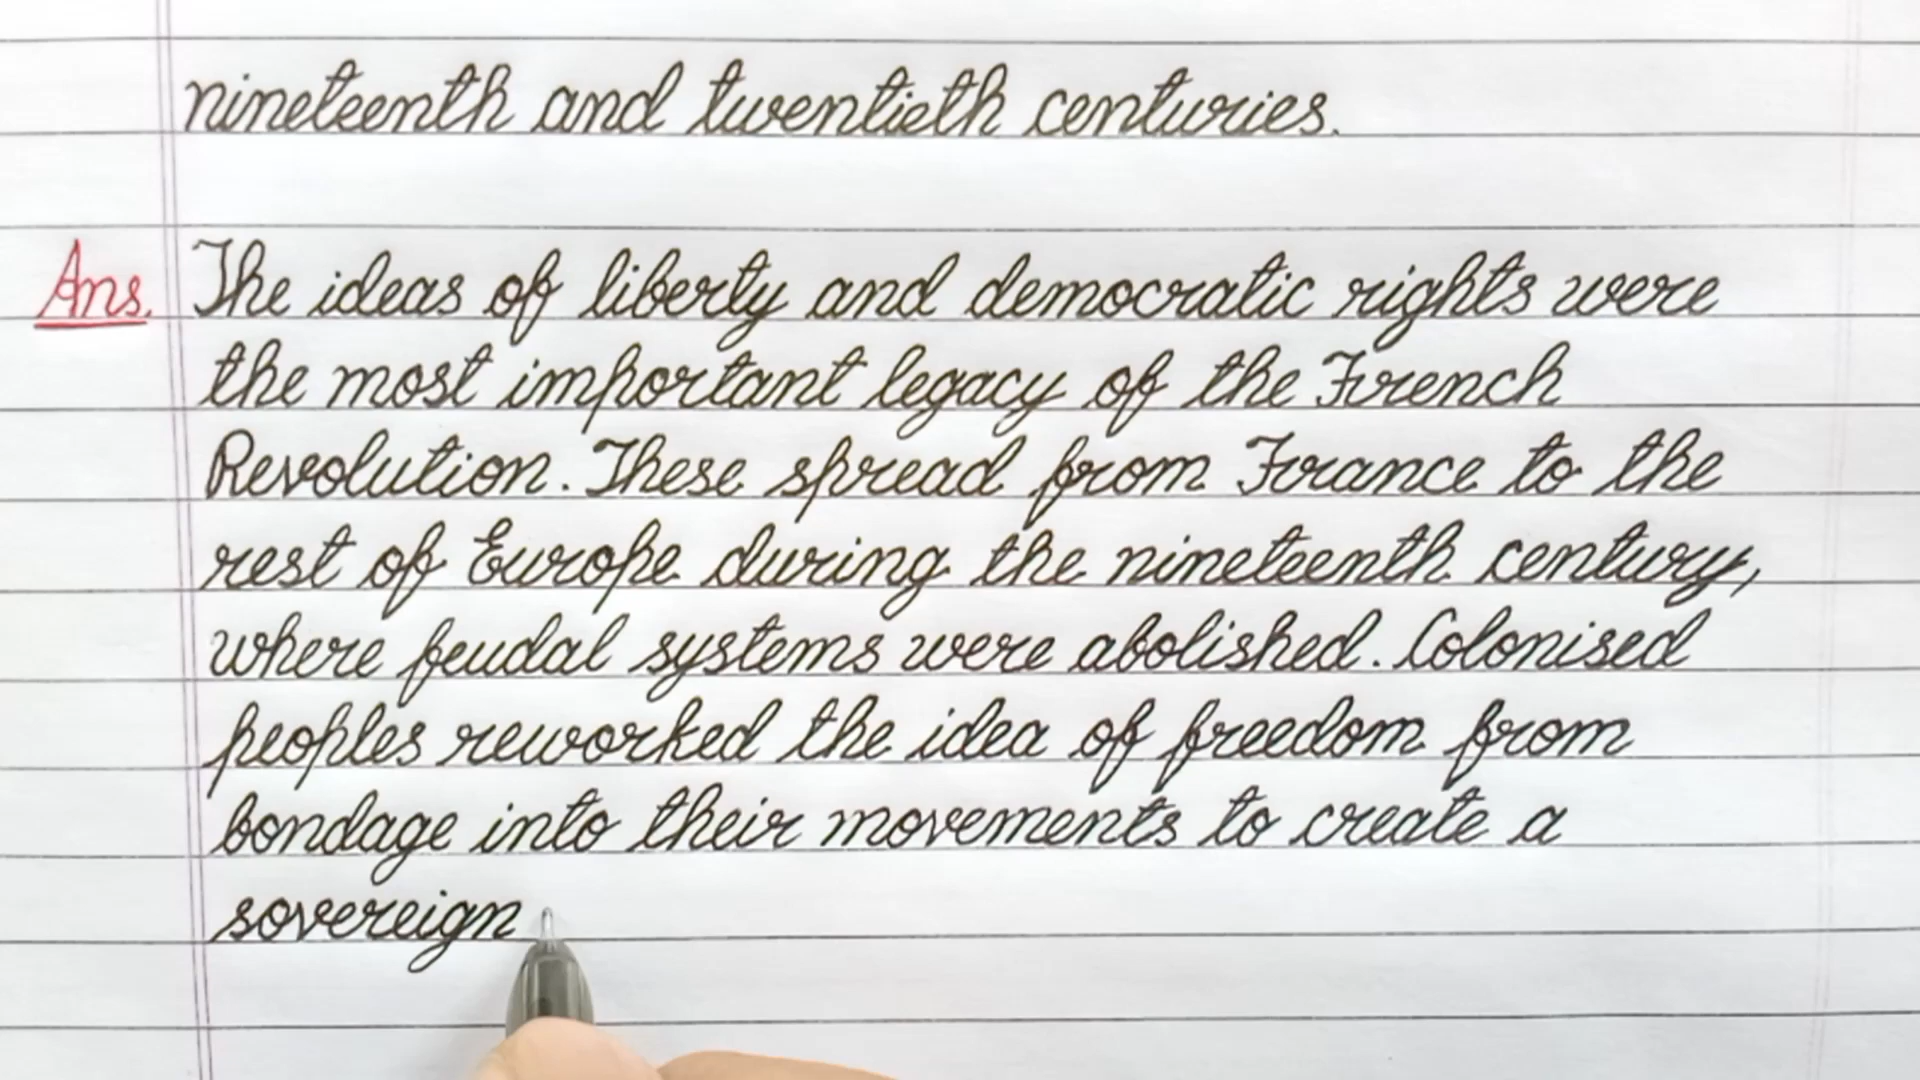 nineteenth and twentieth centuries.
Ans. The ideas of liberty and democratic rights were
the most important legacy of the French
Revolution. These spread from France to the
rest of Europe during the nineteenth century,
where feudal systems were abolished. Colonised
peoples reworked the idea of freedom from
bondage into their movements to create a
sovereign